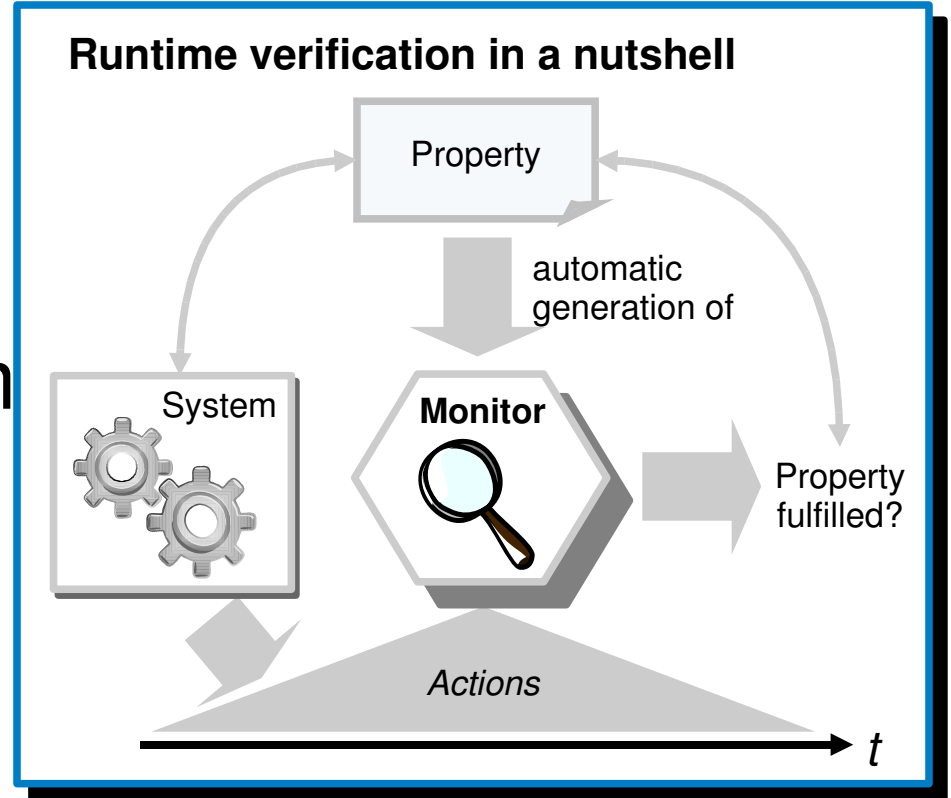 Runtime verification in a nutshell
Property
automatic
generation of
n
System
Monitor
Property
fulfilled?
Actions
t